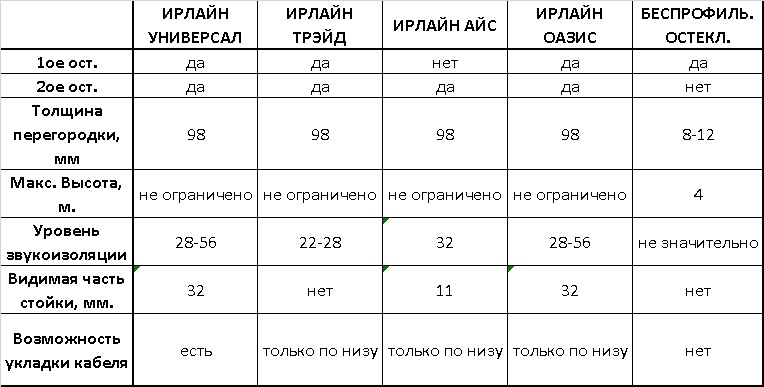 ИРЛАЙН УНИВЕРСАЛ	ИРЛАЙН ТРЭЙД	ИРЛАЙН АЙС	ИРЛАЙН ОАЗИС	БЕСПРОФИЛЬ. ОСТЕКЛ.
1ое ост.	да	да	нет	да	да
2ое ост.	да	да	да	да	нет
Толщина перегородки, мм	98	98	98	98	8-12
Макс. Высота, м.	не ограничено	не ограничено	не ограничено	не ограничено	4
Уровень звукоизоляции	28-56	22-28	32	28-56	не значительно
Видимая часть стойки, мм.	32	нет	11	32	нет
Возможность укладки кабеля	есть	только по низу	только по низу	только по низу	нет